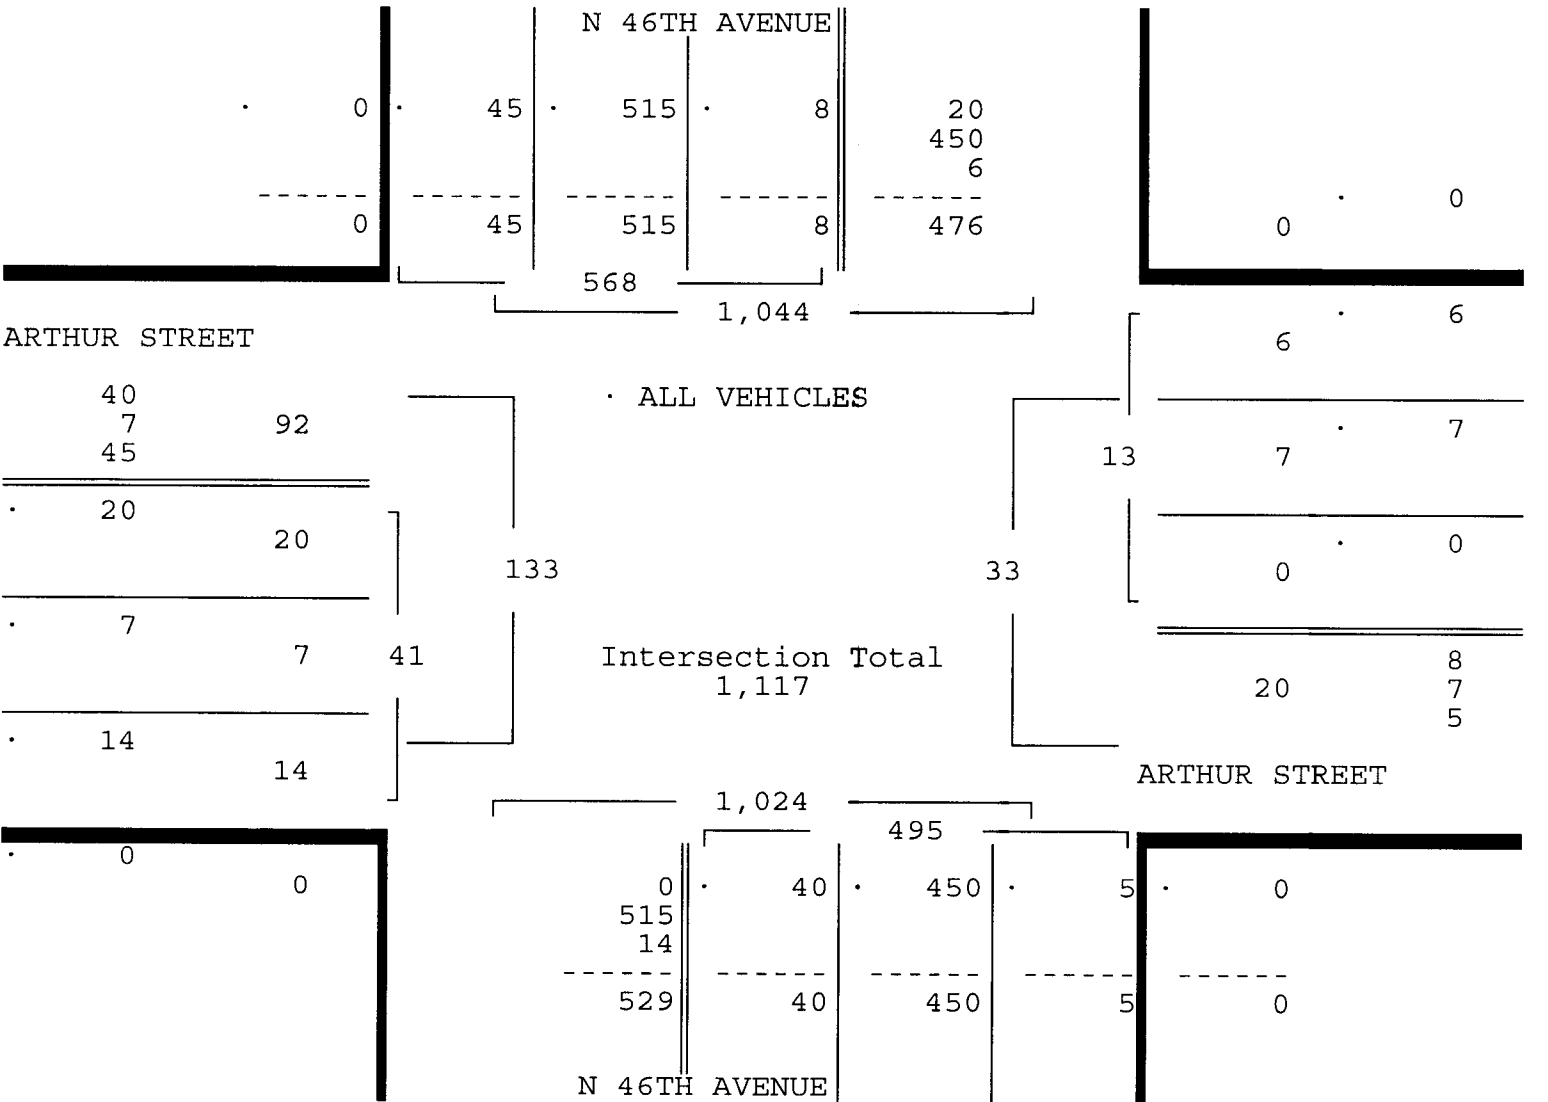 N 46TH AVENUE
· 0 · 45 · 515 · 8 20
450
6
------ ------ ------ ------ ------
· 0
0 45 515 8 476 0
568
1,044
· 6
6
ARTHUR STREET
40
· ALL VEHICLES
7 92
· 7
45
13 7
· 20
20
· 0
133 33 0
· 7
7 41
Intersection Total
8
1,117
20 7
5
· 14
14
ARTHUR STREET
1,024
495
· 0
0
0 · 40 · 450 · 5 · 0
515
14
------ ------ ------ ------ ------
529 40 450 5 0
N 46TH AVENUE